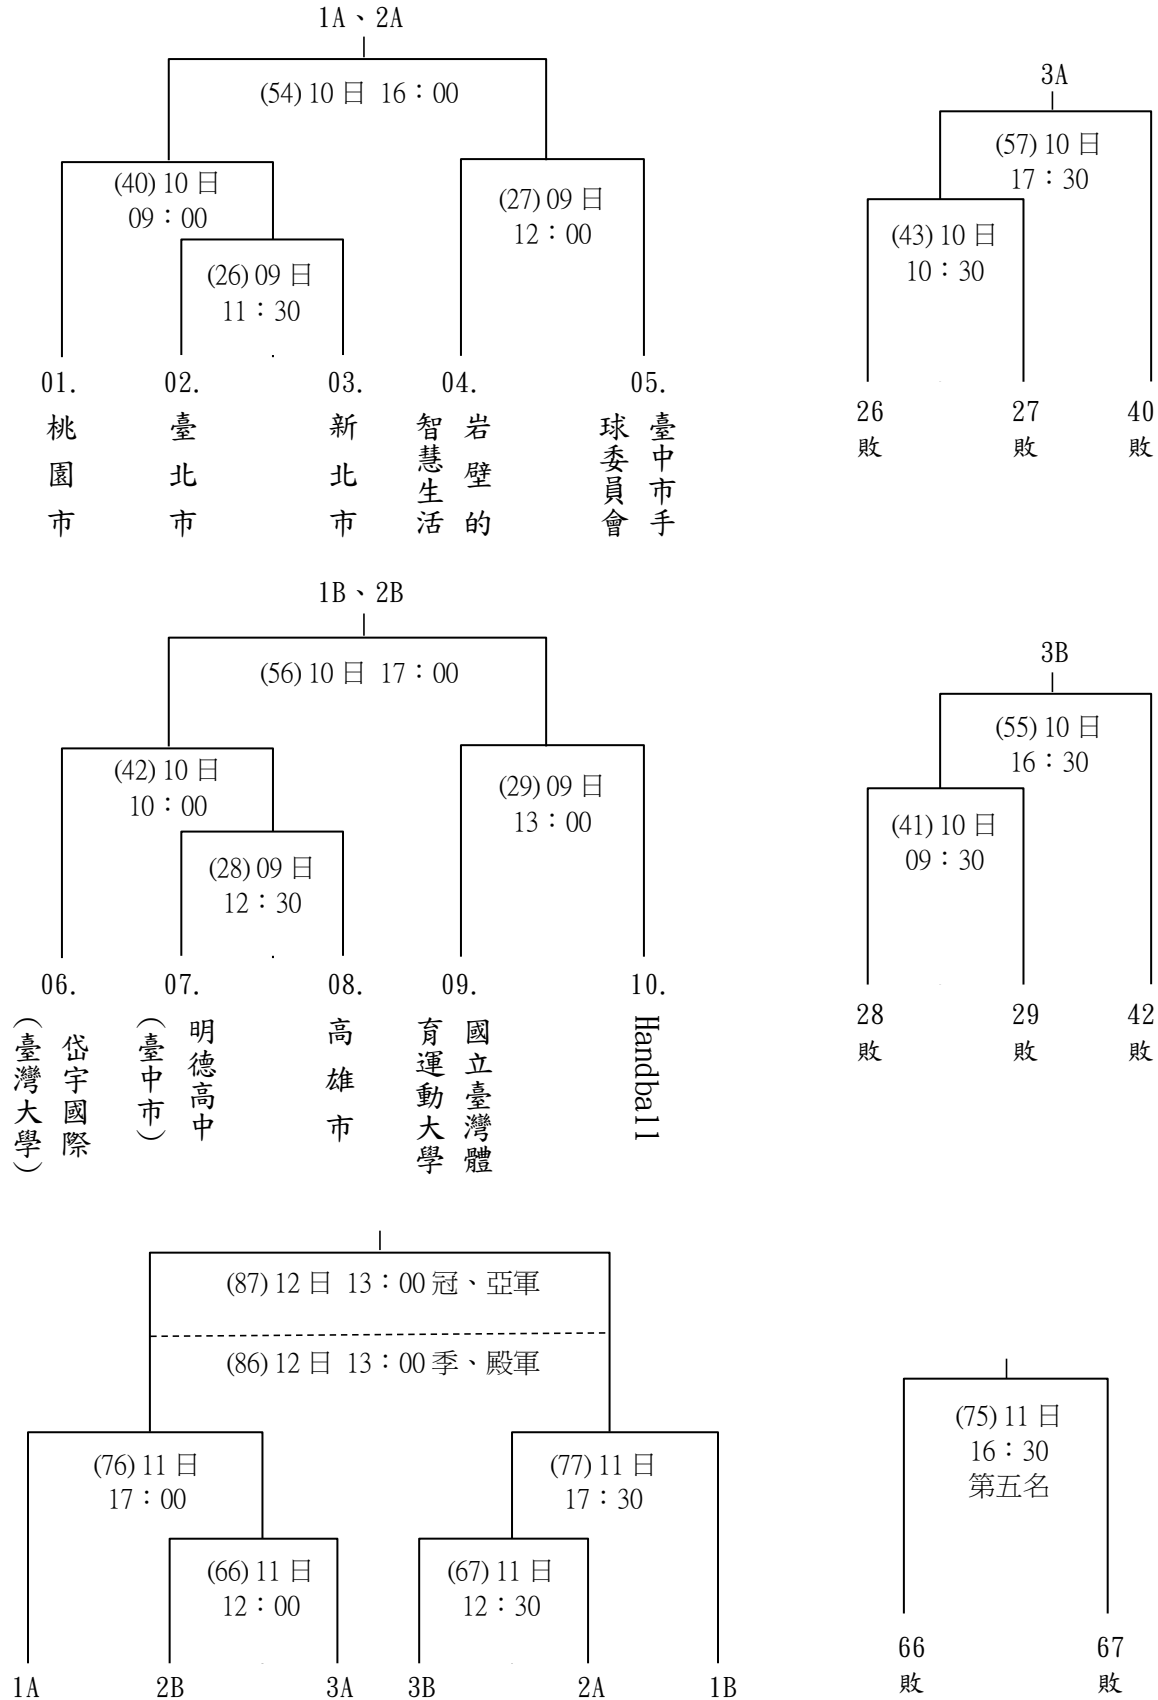 1A、2A
(54) 10 日 16：00
(40) 10 日
09：00
(27) 09 日
12：00
(26) 09 日
11：30
01.
桃園市
02.
臺北市
03.
新北市
04.
岩壁的
智慧生活
05.
臺中市手
球委員會
3A
(57) 10 日
17：30
(43) 10 日
10：30
26
敗
27
敗
40
敗
1B、2B
(56) 10 日 17：00
(42) 10 日
10：00
(29) 09 日
13：00
(28) 09 日
12：30
06.
岱宇國際
(臺灣大學)
07.
明德高中
(臺中市)
08.
高雄市
09.
國立臺灣體
育運動大學
10.
Handball
3B
(55) 10 日
16：30
(41) 10 日
09：30
28
敗
29
敗
42
敗
(87) 12 日 13：00 冠、亞軍
(86) 12 日 13：00 季、殿軍
(76) 11 日
17：00
(77) 11 日
17：30
(66) 11 日
12：00
(67) 11 日
12：30
1A
2B
3A
3B
2A
1B
(75) 11 日
16：30
第五名
66
敗
67
敗